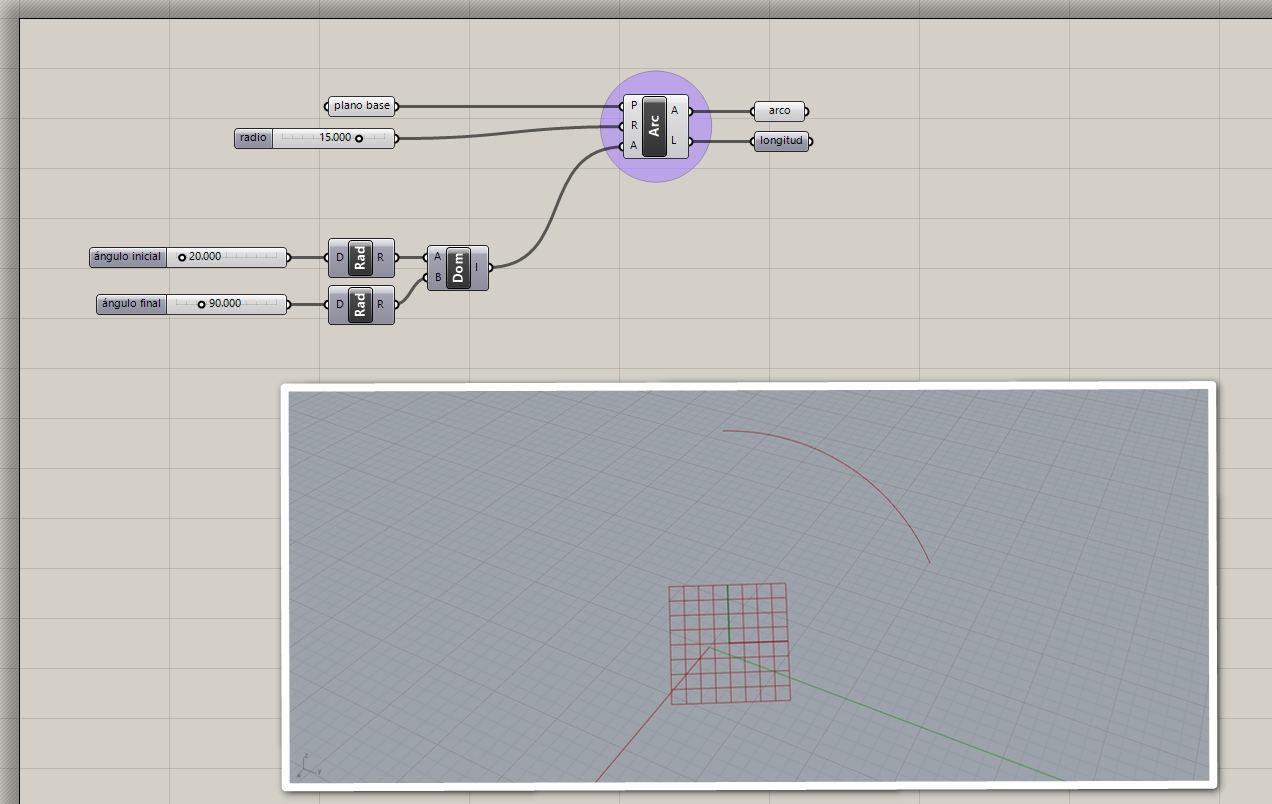 plano base
radio 15.000
P
R
A
Arc
A
L
arco
longitud
ángulo inicial 20.000
D Rad R
ángulo final 90.000
D Rad R
A
B
Dom
I
z
y
x